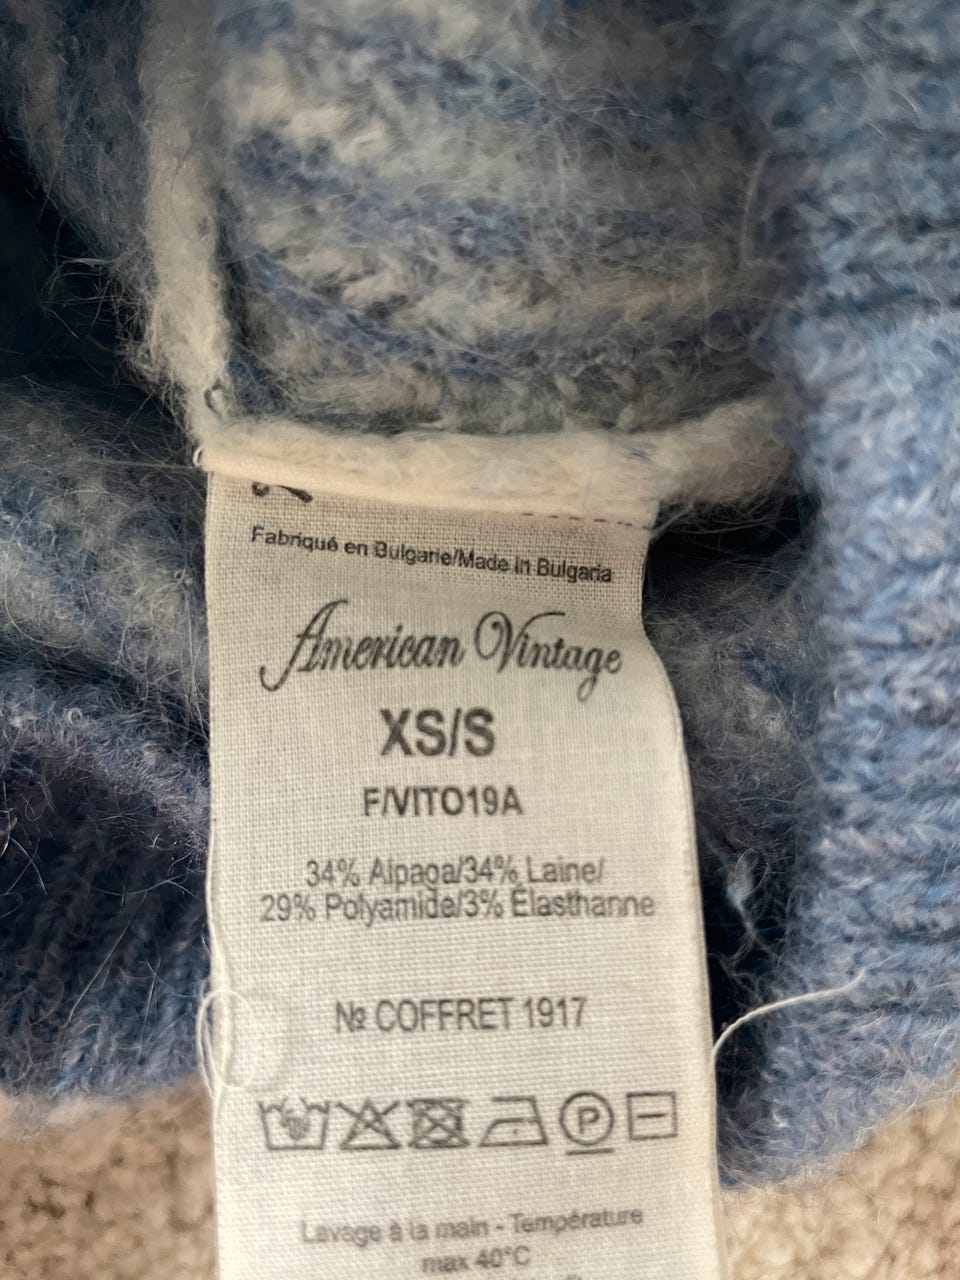 Fabriqué en Bulgarie/Made in Bulgaria
American Vintage
XS/S
F/VITO19A
34% Alpaga/34% Laine/
29% Polyamide/3% Élasthanne
№ COFFRET 1917
P
Lavage à la main - Température
max 40°C